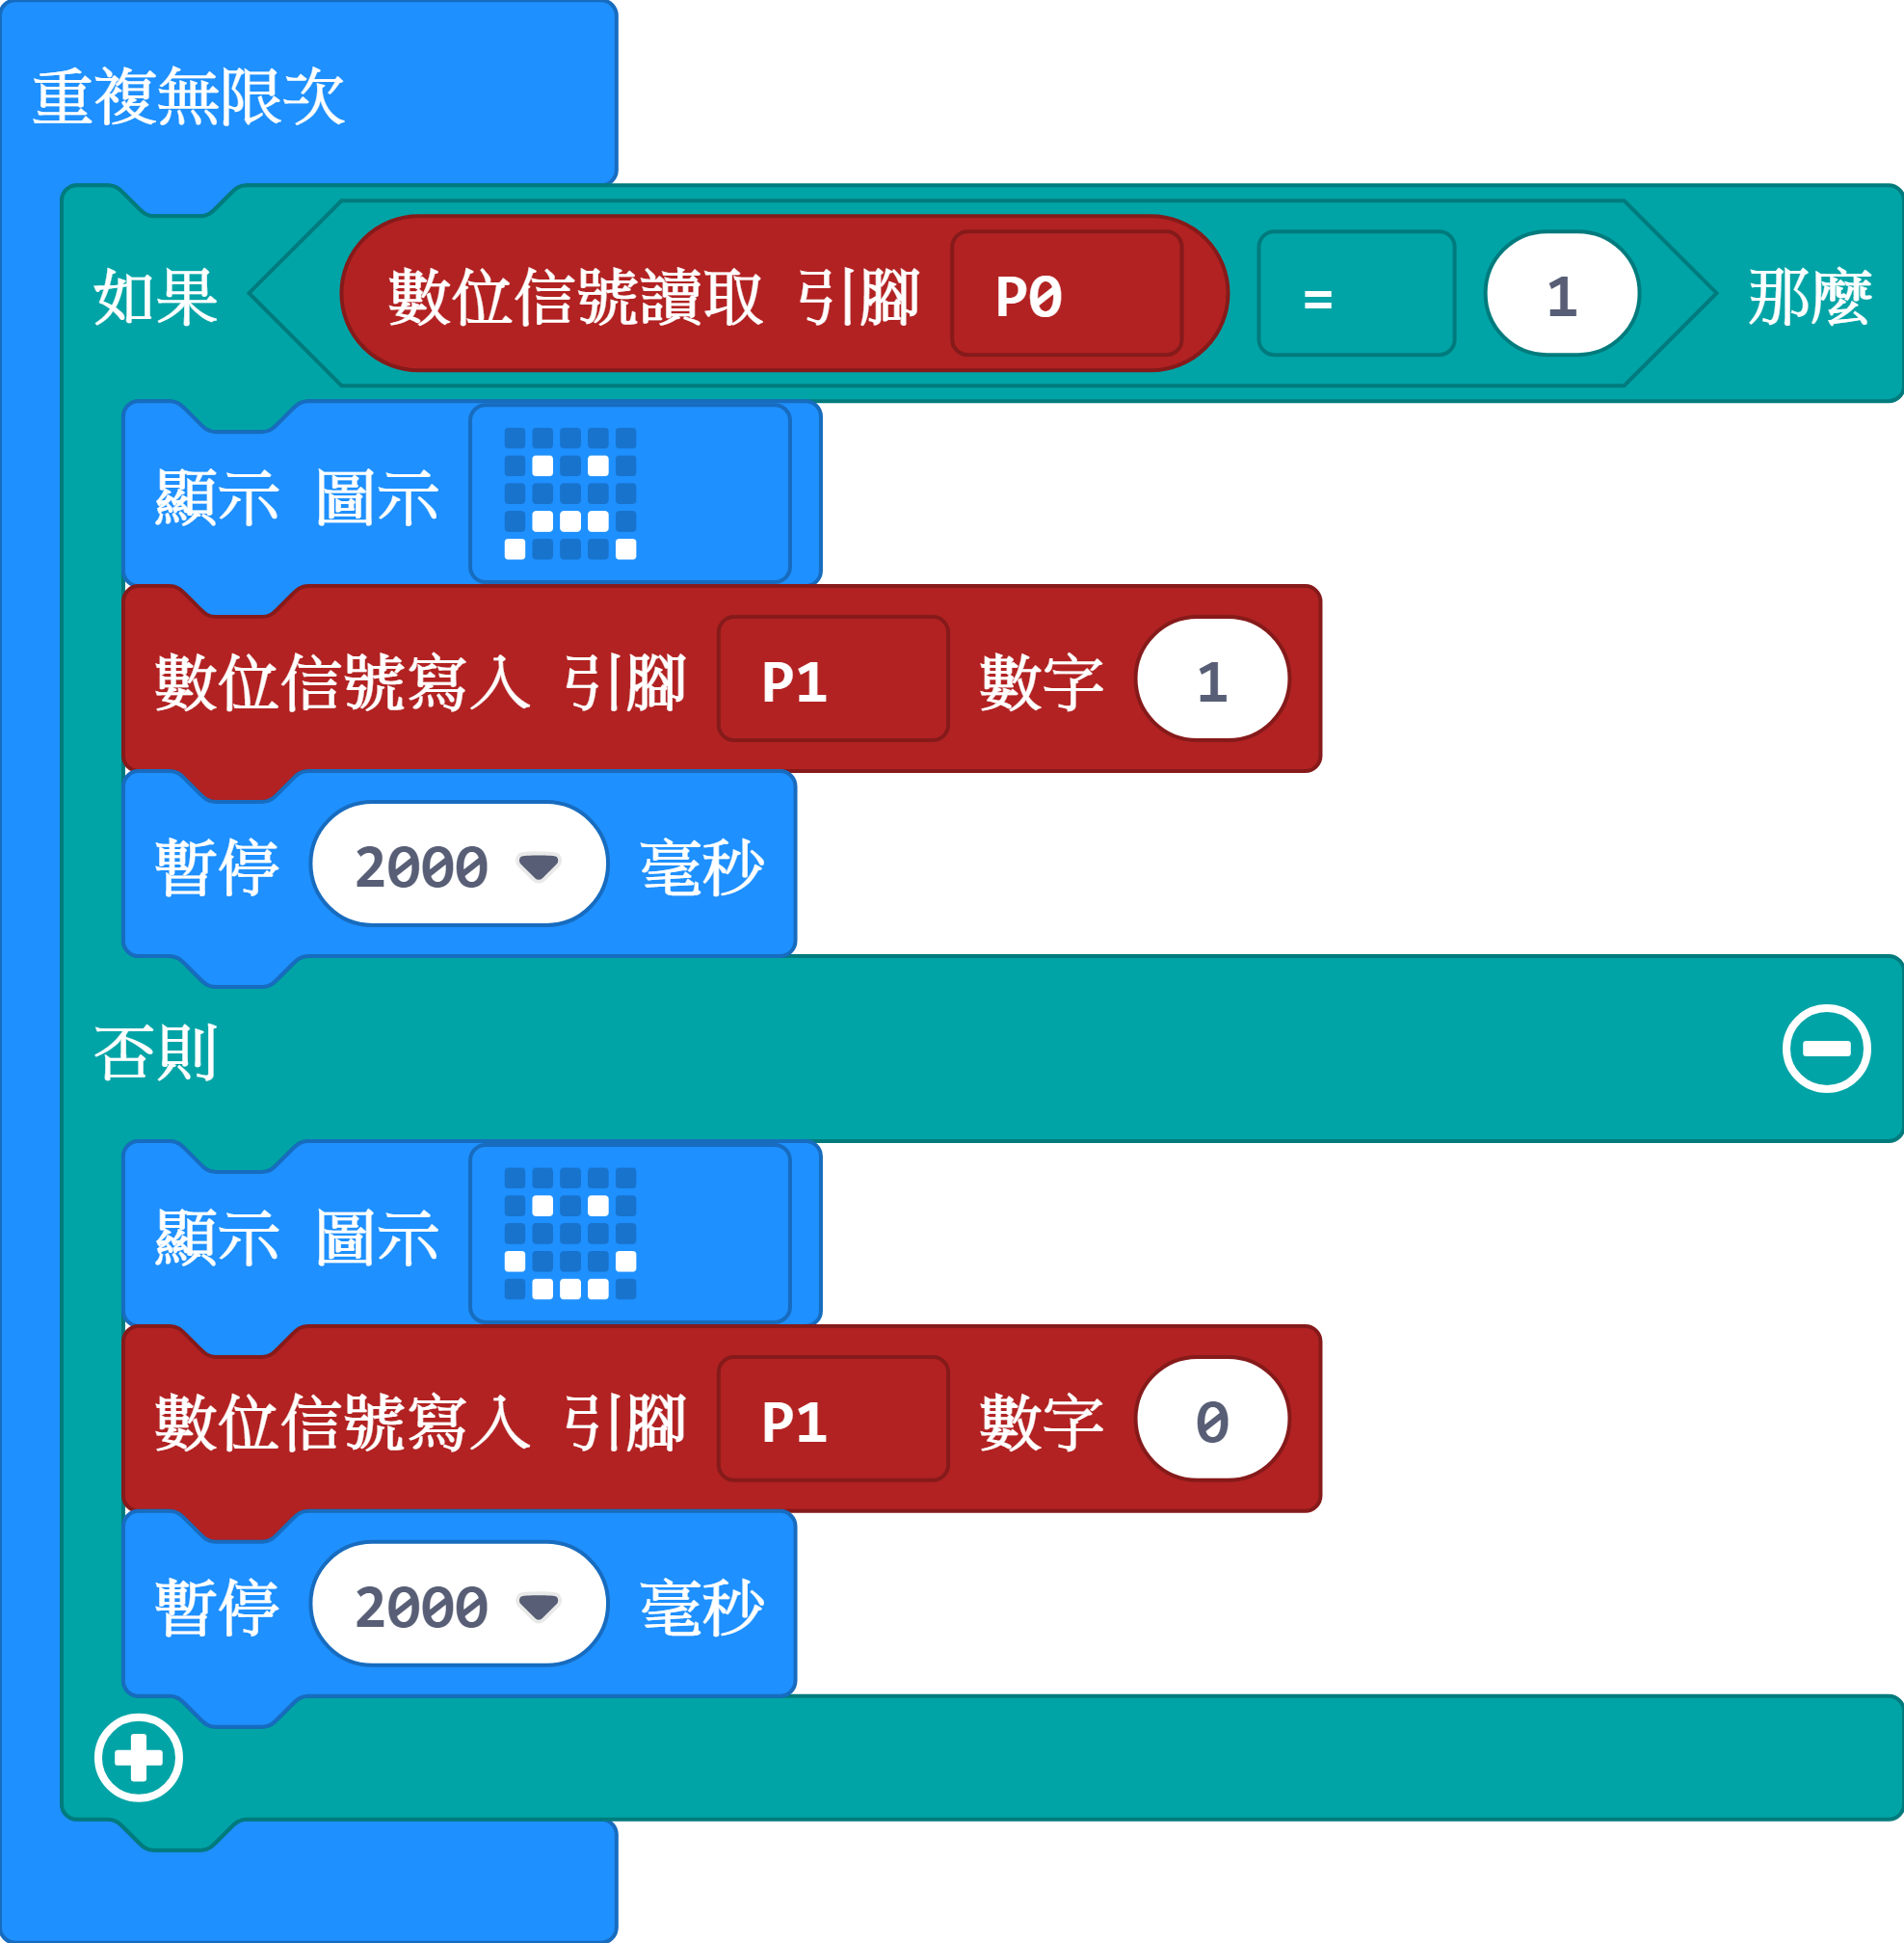 重複無限次
如果 數位信號讀取 引腳 P0 = 1 那麼
顯示 圖示
數位信號寫入 引腳 P1 數字 1
暫停 2000 毫秒
否則
顯示 圖示
數位信號寫入 引腳 P1 數字 0
暫停 2000 毫秒